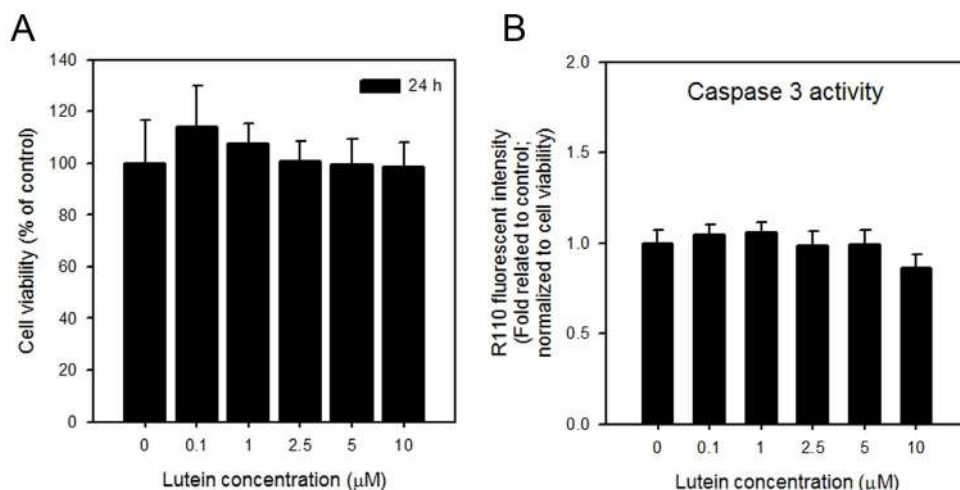 A
Cell viability (% of control)
140
120
100
80
60
40
20
0
24 h
0 0.1 1 2.5 5 10
Lutein concentration (μM)
B
R110 fluorescent intensity
(Fold related to control;
normalized to cell viability)
2.0
1.5
1.0
0.5
0.0
Caspase 3 activity
0 0.1 1 2.5 5 10
Lutein concentration (μM)